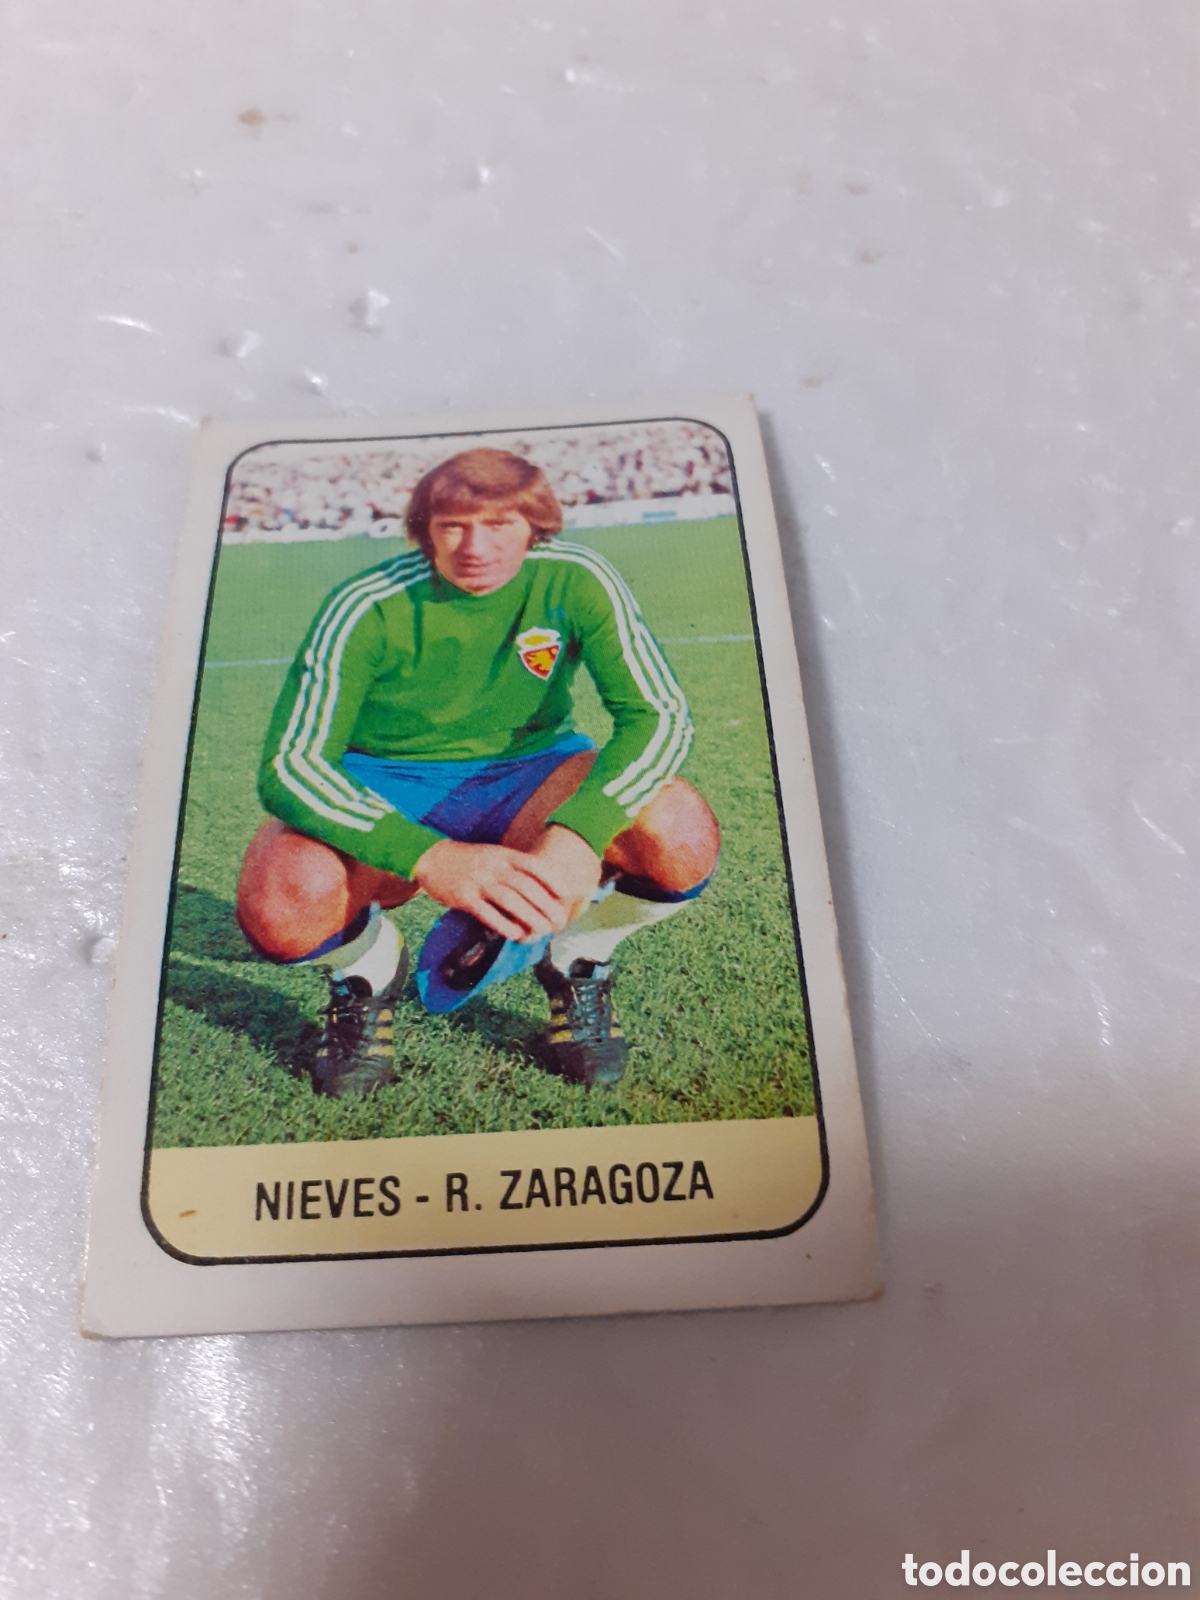 NIEVES - R. ZARAGOZA
todocoleccion